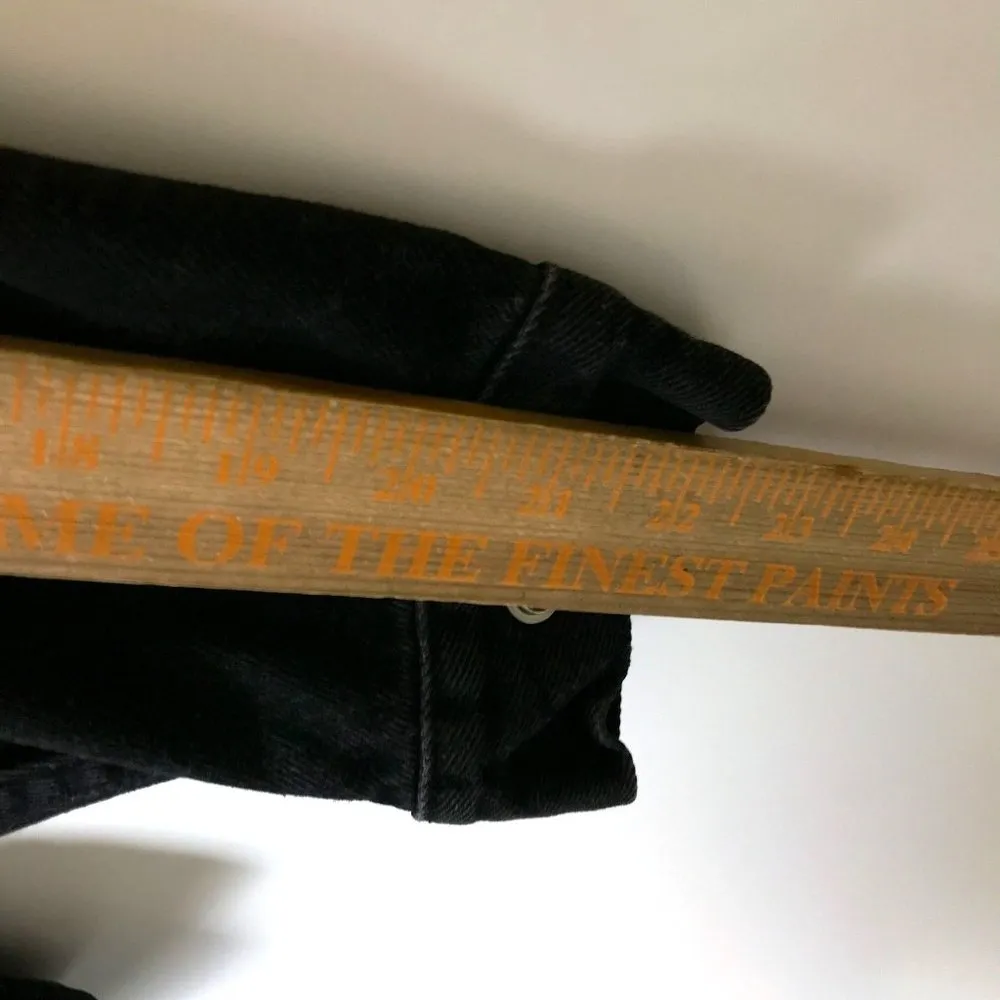 18 19 20 21 22 23 24
ME OF THE FINEST PAINTS